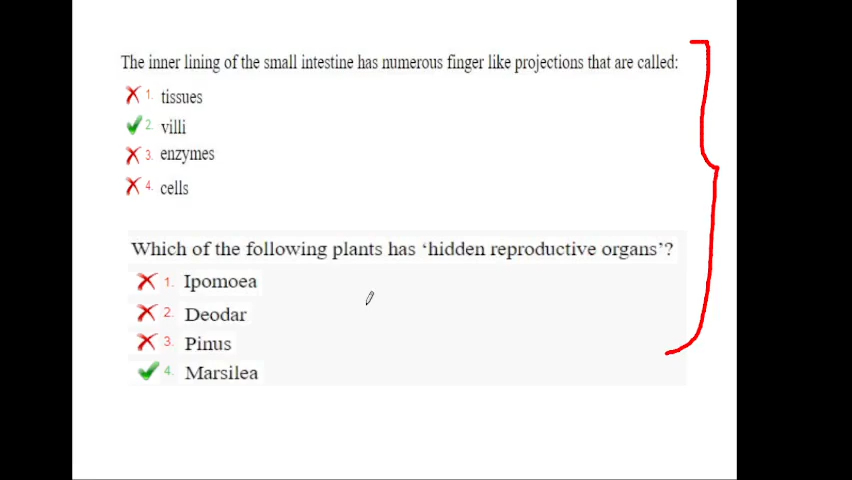 The inner lining of the small intestine has numerous finger like projections that are called:
1. tissues
2. villi
3. enzymes
4. cells
Which of the following plants has ‘hidden reproductive organs’?
1. Ipomoea
2. Deodar
3. Pinus
4. Marsilea